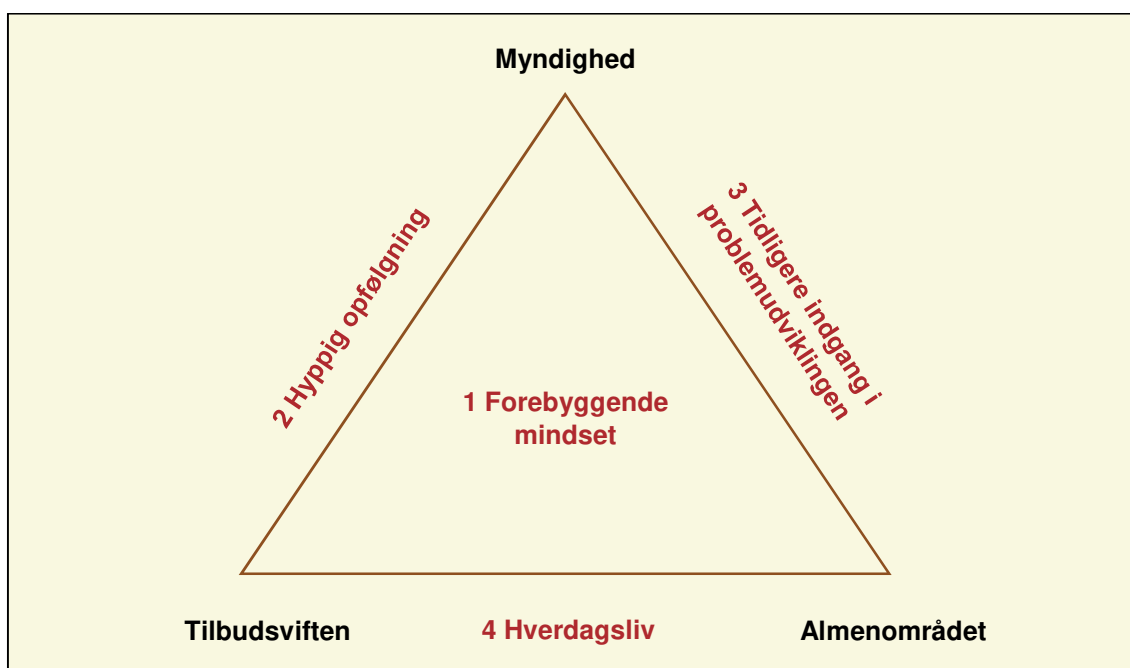 Myndighed
2 Hyppig opfølgning
3 Tidligere indgang i
problemudviklingen
1 Forebyggende
mindset
Tilbudsviften
4 Hverdagsliv
Almenområdet